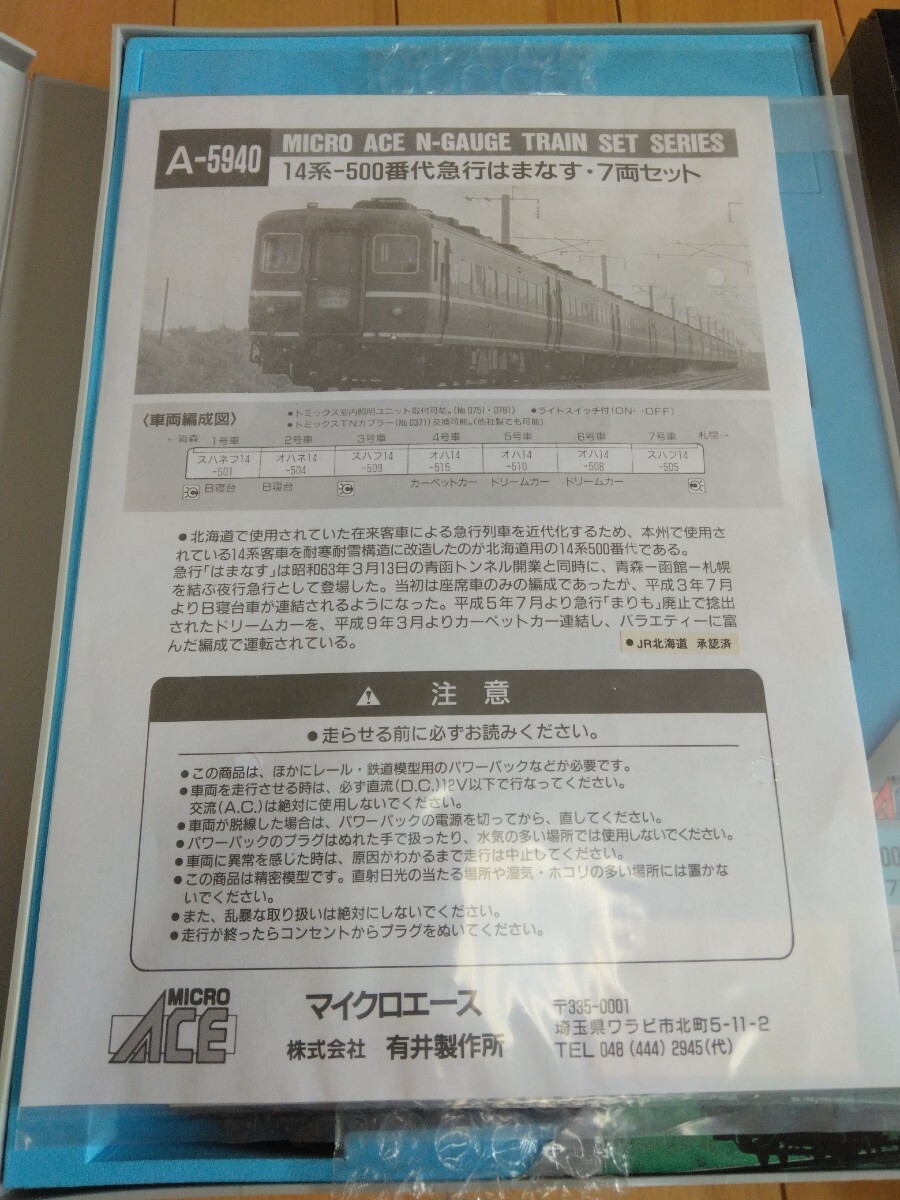 A-5940
MICRO ACE N-GAUGE TRAIN SET SERIES
14系-500番代急行はまなす・7両セット
〈車両編成図〉
●トミックス室内照明ユニット取付可能。(No 0751・0781) ●ライトスイッチ付(ON↔OFF)
●トミックスTNカプラー(No 0371)交換可能。(他社製でも可能)
←青森 1号車 2号車 3号車 4号車 5号車 6号車 7号車 札幌→
スハネフ14 オハネ14 スハフ14 オハ14 オハ14 オハ14 スハフ14
-501 -504 -509 -515 -510 -508 -505
B寝台 B寝台 カーペットカー ドリームカー ドリームカー
●北海道で使用されていた在来客車による急行列車を近代化するため、本州で使用さ
れている14系客車を耐寒耐雪構造に改造したのが北海道用の14系500番代である。
急行「はまなす」は昭和63年3月13日の青函トンネル開業と同時に、青森－函館－札幌
を結ぶ夜行急行として登場した。当初は座席車のみの編成であったが、平成3年7月
よりB寝台車が連結されるようになった。平成5年7月より急行「まりも」廃止で捻出
されたドリームカーを、平成9年3月よりカーペットカー連結し、バラエティーに富
んだ編成で運転されている。
●JR北海道 承認済
注意
●走らせる前に必ずお読みください。
●この商品は、ほかにレール・鉄道模型用のパワーパックなどが必要です。
●車両を走行させる時は、必ず直流(D.C.)12V以下で行なってください。
交流(A.C.)は絶対に使用しないでください。
●車両が脱線した場合は、パワーパックの電源を切ってから、直してください。
●パワーパックのプラグはぬれた手で扱ったり、水気の多い場所では使用しないでください。
●車両に異常を感じた時は、原因がわかるまで走行は中止してください。
●この商品は精密模型です。直射日光の当たる場所や湿気・ホコリの多い場所には置かな
いでください。
●また、乱暴な取り扱いは絶対にしないでください。
●走行が終ったらコンセントからプラグをぬいてください。
MICRO
ACE
マイクロエース
株式会社 有井製作所
〒335-0001
埼玉県ワラビ市北町5-11-2
TEL 048 (444) 2945(代)